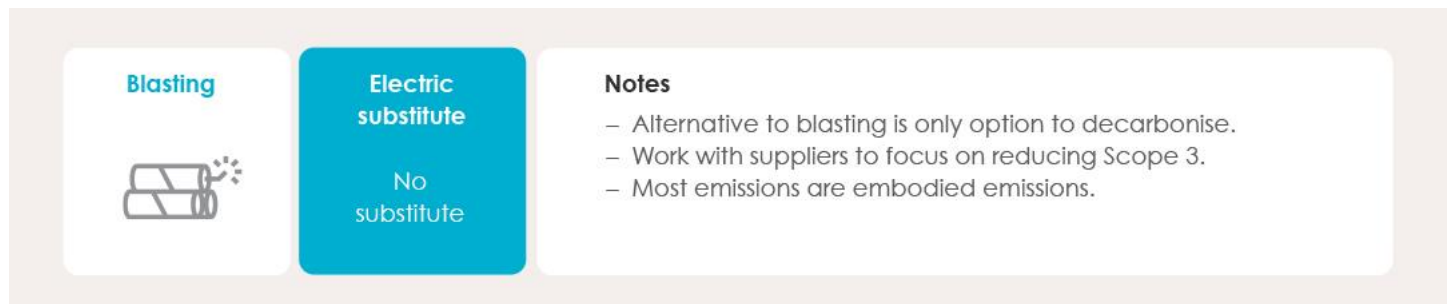 Blasting
Electric
substitute
No
substitute
Notes
– Alternative to blasting is only option to decarbonise.
– Work with suppliers to focus on reducing Scope 3.
– Most emissions are embodied emissions.